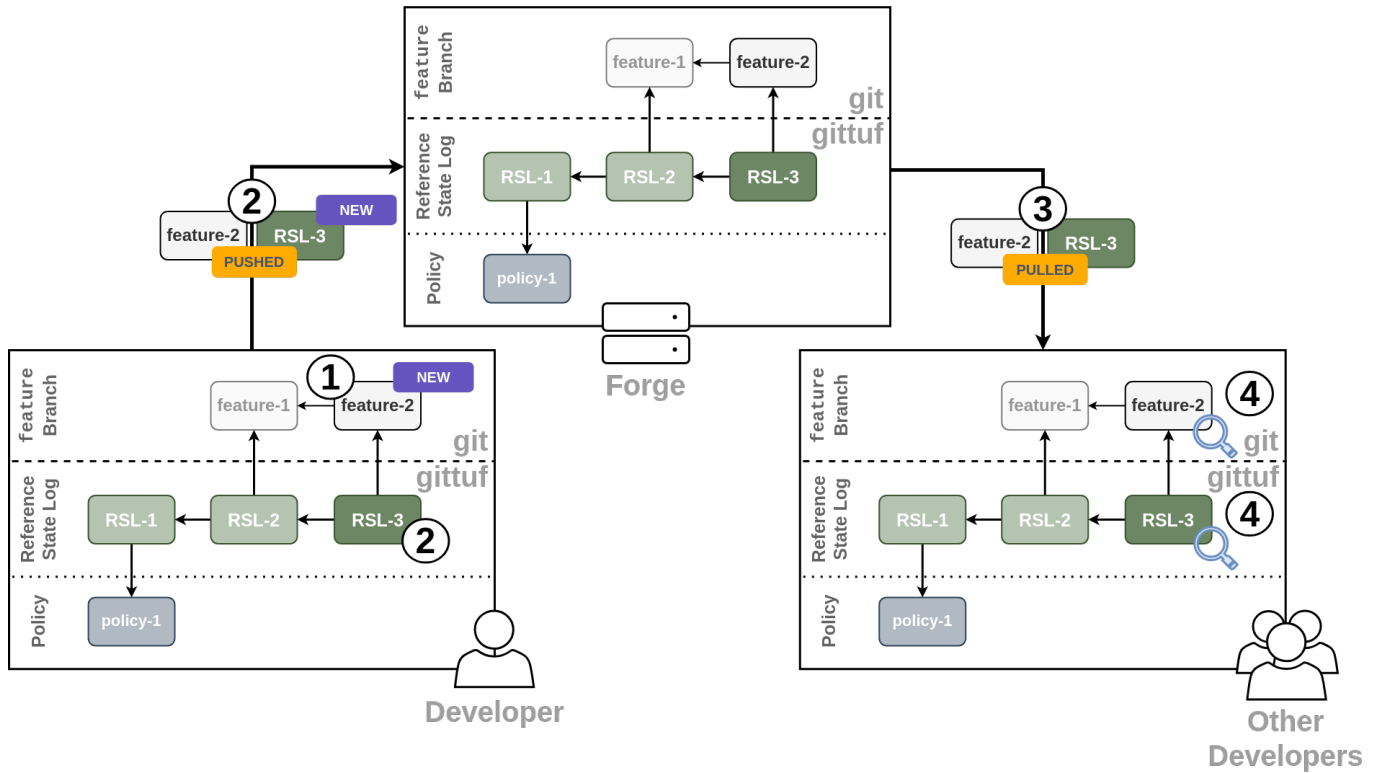 feature
Branch
feature-1
feature-2
git
gittuf
Reference
State Log
RSL-1
RSL-2
RSL-3
Policy
policy-1
Forge
2
NEW
feature-2
RSL-3
PUSHED
3
feature-2
RSL-3
PULLED
feature
Branch
1
NEW
feature-1
feature-2
git
gittuf
Reference
State Log
RSL-1
RSL-2
RSL-3
2
Policy
policy-1
Developer
feature
Branch
feature-1
feature-2
4
git
gittuf
Reference
State Log
RSL-1
RSL-2
RSL-3
4
Policy
policy-1
Other
Developers